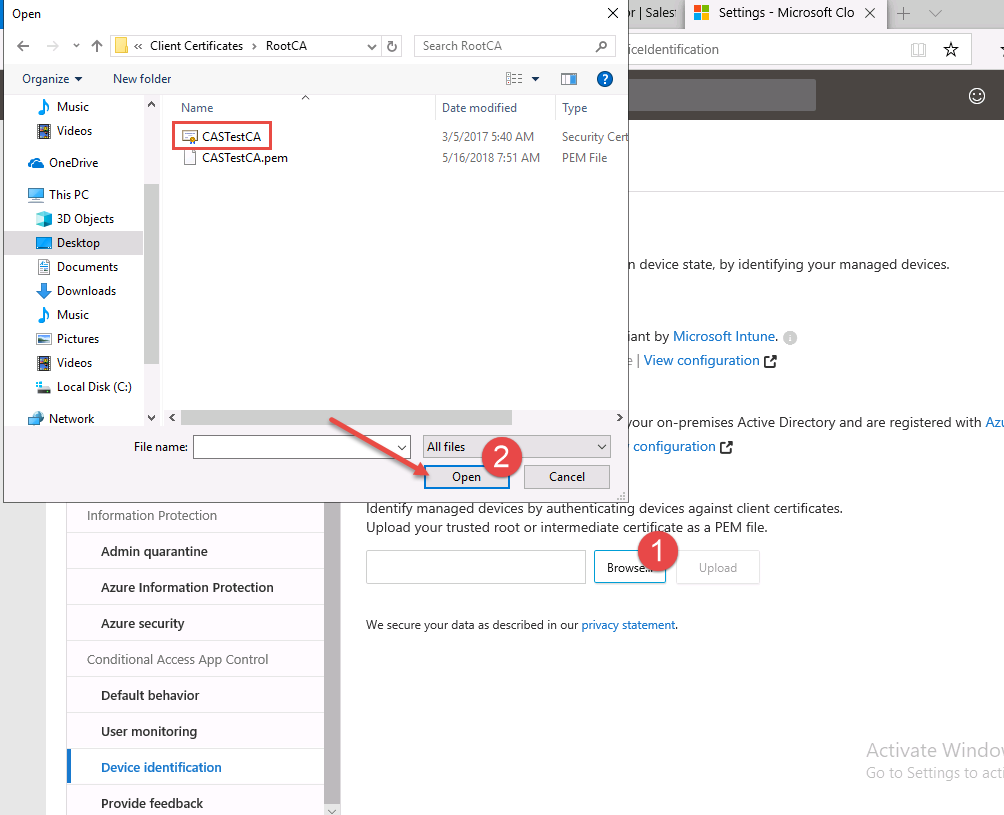 Open
or | Sales
Settings - Microsoft Clo
« Client Certificates › RootCA
Search RootCA
iceIdentification
Organize
New folder
Music
Videos
OneDrive
This PC
3D Objects
Desktop
Documents
Downloads
Music
Pictures
Videos
Local Disk (C:)
Network
Name
Date modified
Type
CASTestCA
3/5/2017 5:40 AM
Security Cert
CASTestCA.pem
5/16/2018 7:51 AM
PEM File
File name:
All files
Open
Cancel
2
n device state, by identifying your managed devices.
iant by Microsoft Intune.
e | View configuration
your on-premises Active Directory and are registered with Azu
configuration
Identify managed devices by authenticating devices against client certificates.
Upload your trusted root or intermediate certificate as a PEM file.
Browse...
1
Upload
We secure your data as described in our privacy statement.
Information Protection
Admin quarantine
Azure Information Protection
Azure security
Conditional Access App Control
Default behavior
User monitoring
Device identification
Provide feedback
Activate Windo
Go to Settings to acti